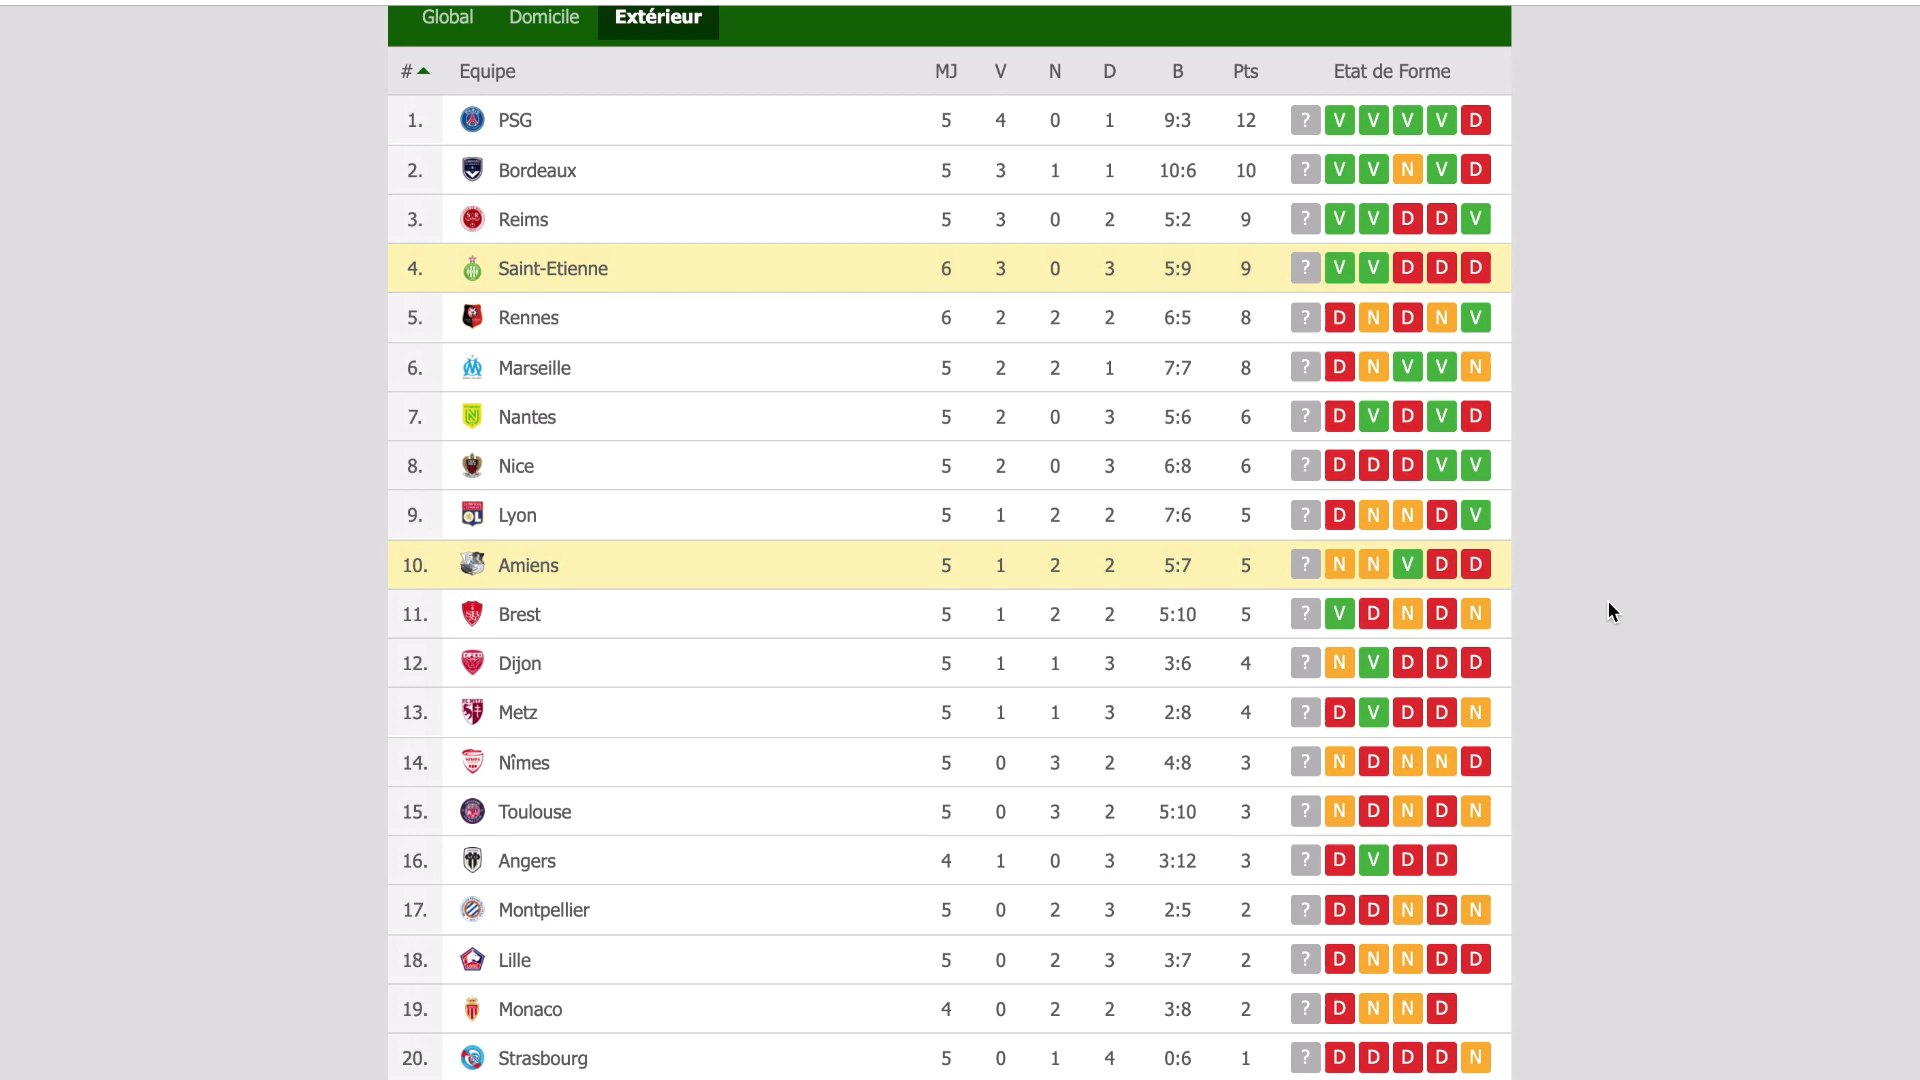 Global Domicile Extérieur
# Equipe MJ V N D B Pts Etat de Forme
1. PSG 5 4 0 1 9:3 12 ? V V V V D
2. Bordeaux 5 3 1 1 10:6 10 ? V V N V D
3. Reims 5 3 0 2 5:2 9 ? V V D D V
4. Saint-Etienne 6 3 0 3 5:9 9 ? V V D D D
5. Rennes 6 2 2 2 6:5 8 ? D N D N V
6. Marseille 5 2 2 1 7:7 8 ? D N V V N
7. Nantes 5 2 0 3 5:6 6 ? D V D V D
8. Nice 5 2 0 3 6:8 6 ? D D D V V
9. Lyon 5 1 2 2 7:6 5 ? D N N D V
10. Amiens 5 1 2 2 5:7 5 ? N N V D D
11. Brest 5 1 2 2 5:10 5 ? V D N D N
12. Dijon 5 1 1 3 3:6 4 ? N V D D D
13. Metz 5 1 1 3 2:8 4 ? D V D D N
14. Nîmes 5 0 3 2 4:8 3 ? N D N N D
15. Toulouse 5 0 3 2 5:10 3 ? N D N D N
16. Angers 4 1 0 3 3:12 3 ? D V D D
17. Montpellier 5 0 2 3 2:5 2 ? D D N D N
18. Lille 5 0 2 3 3:7 2 ? D N N D D
19. Monaco 4 0 2 2 3:8 2 ? D N N D
20. Strasbourg 5 0 1 4 0:6 1 ? D D D D N